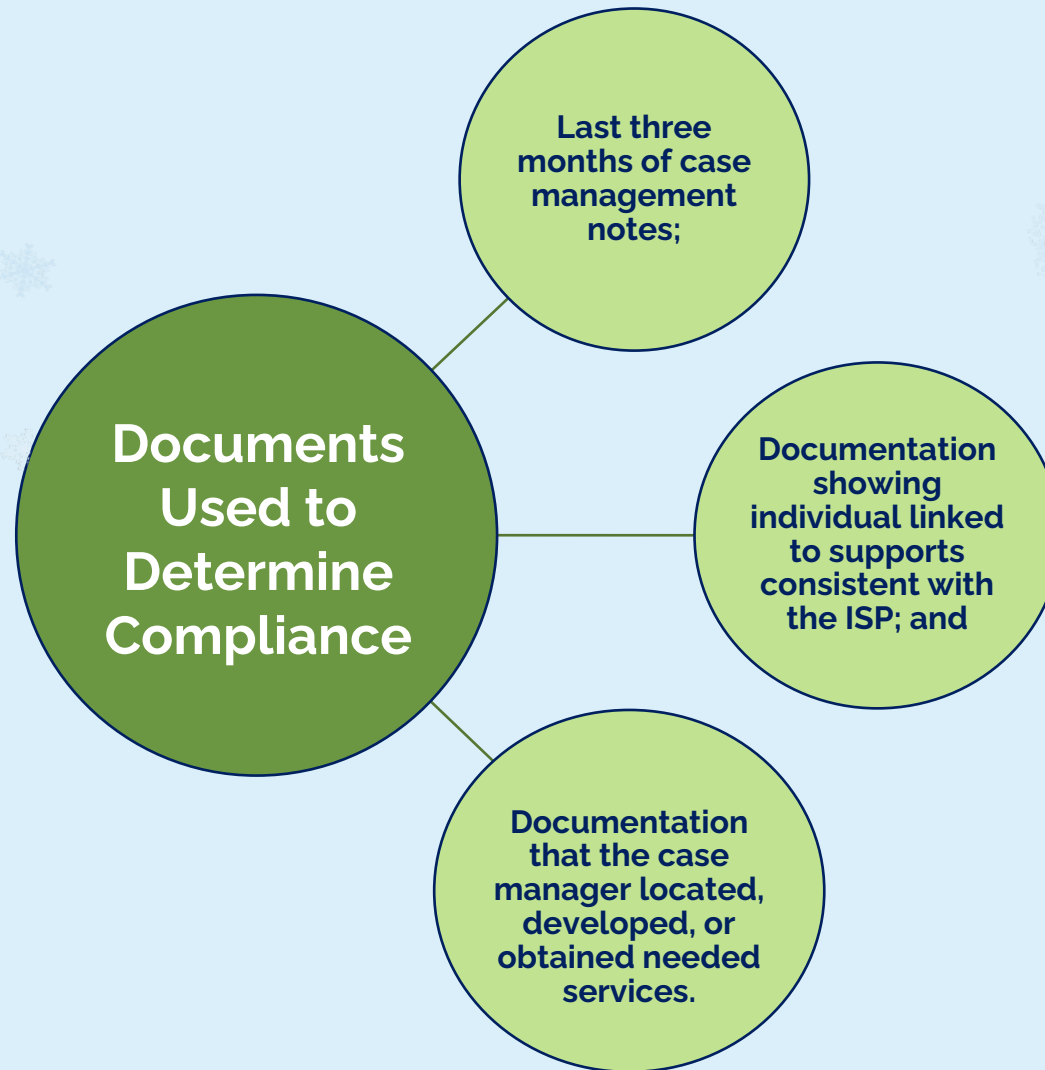 Documents
Used to
Determine
Compliance
Last three
months of case
management
notes;
Documentation
showing
individual linked
to supports
consistent with
the ISP; and
Documentation
that the case
manager located,
developed, or
obtained needed
services.